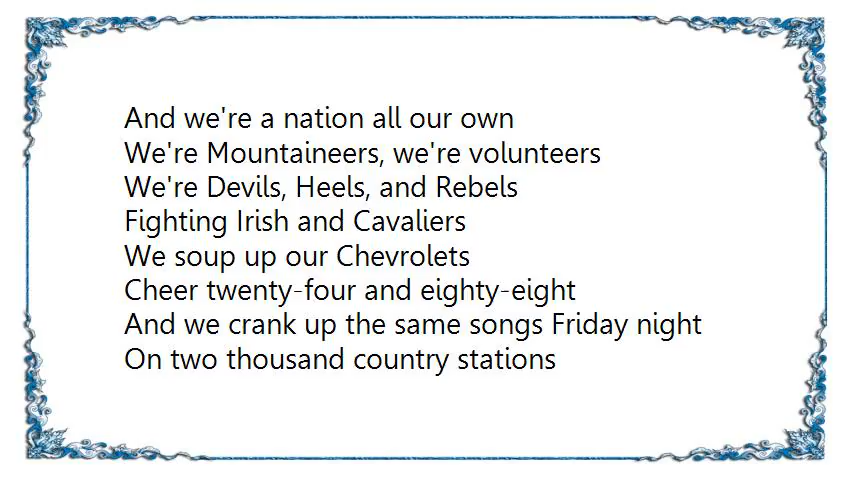 And we're a nation all our own
We're Mountaineers, we're volunteers
We're Devils, Heels, and Rebels
Fighting Irish and Cavaliers
We soup up our Chevrolets
Cheer twenty-four and eighty-eight
And we crank up the same songs Friday night
On two thousand country stations